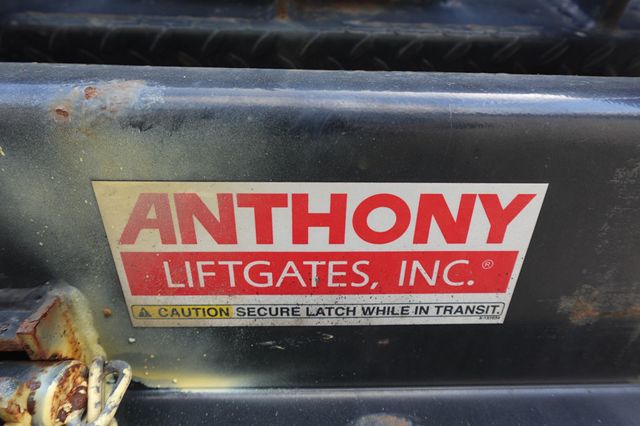 ANTHONY
LIFTGATES, INC.®
CAUTION SECURE LATCH WHILE IN TRANSIT.